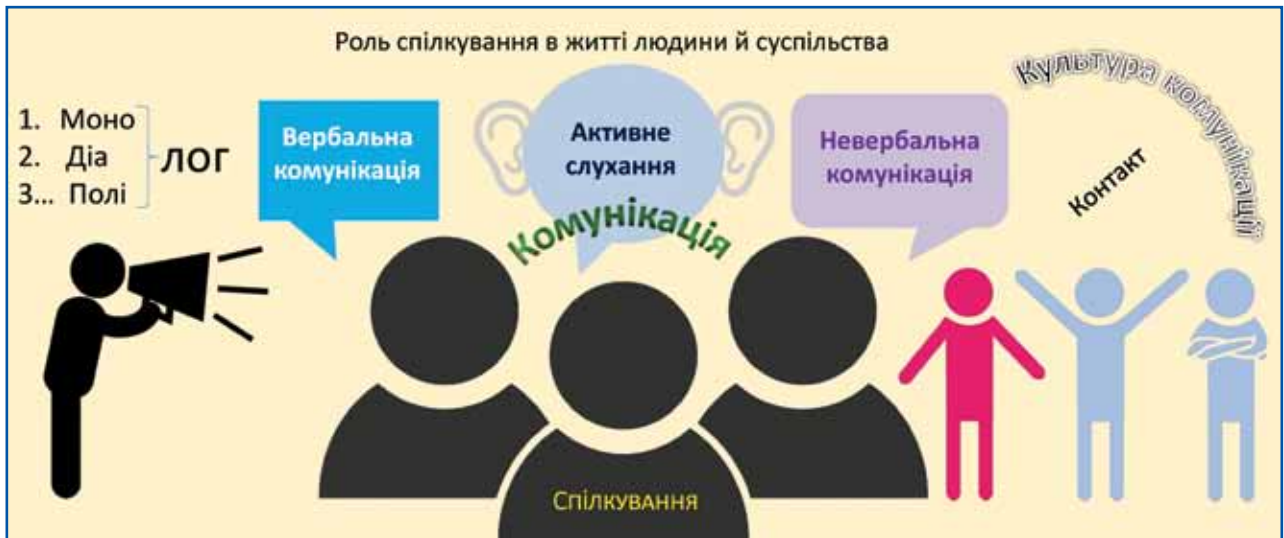 Роль спілкування в житті людини й суспільства
1. Моно
2. Діа
3... Полі
ЛОГ
Вербальна
комунікація
Активне
слухання
Невербальна
комунікація
Культура комунікації
Контакт
Комунікація
Спілкування